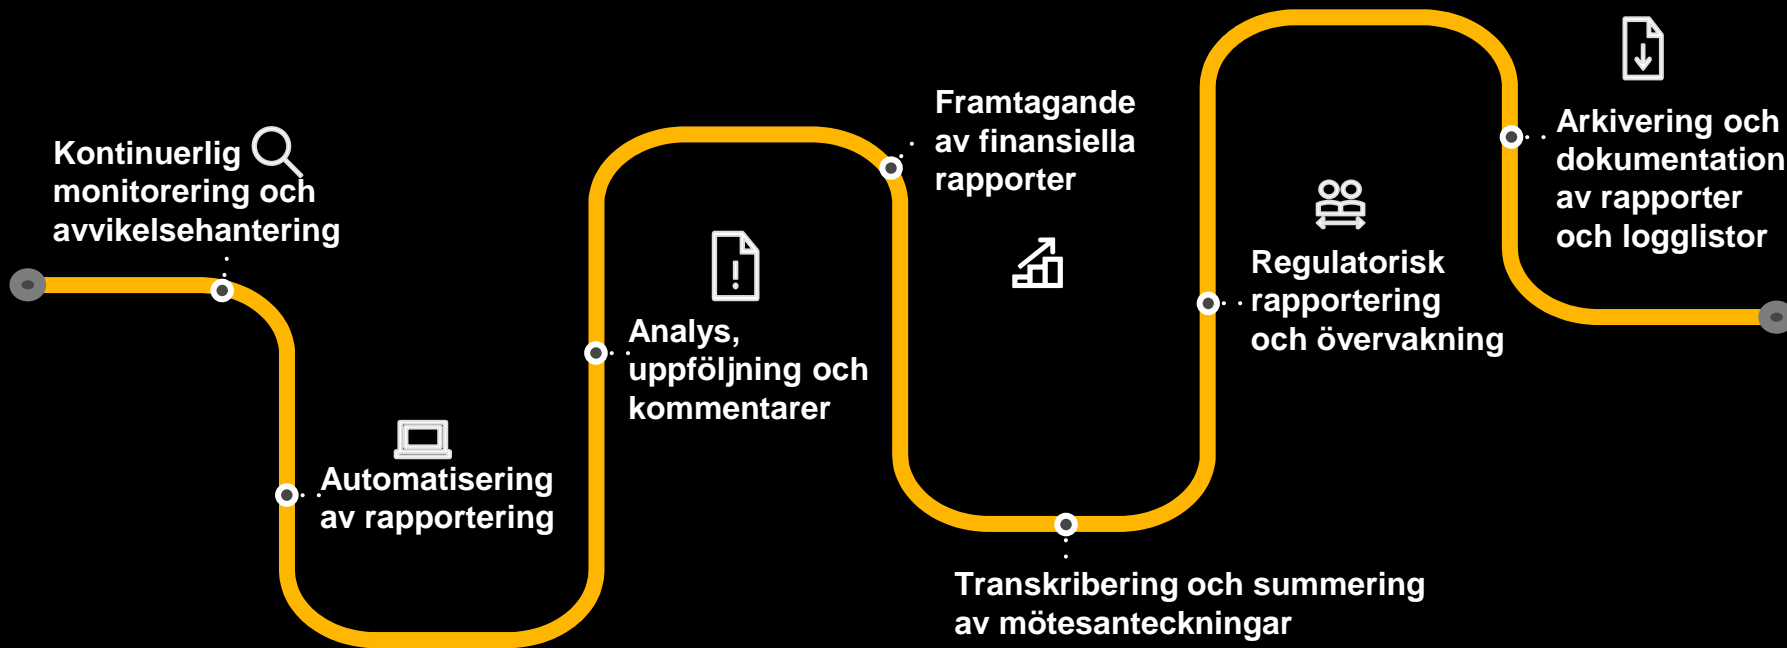 Kontinuerlig
monitorering och
avvikelsehantering
Automatisering
av rapportering
Analys,
uppföljning och
kommentarer
Framtagande
av finansiella
rapporter
Transkribering och summering
av mötesanteckningar
Regulatorisk
rapportering
och övervakning
Arkivering och
dokumentation
av rapporter
och logglistor